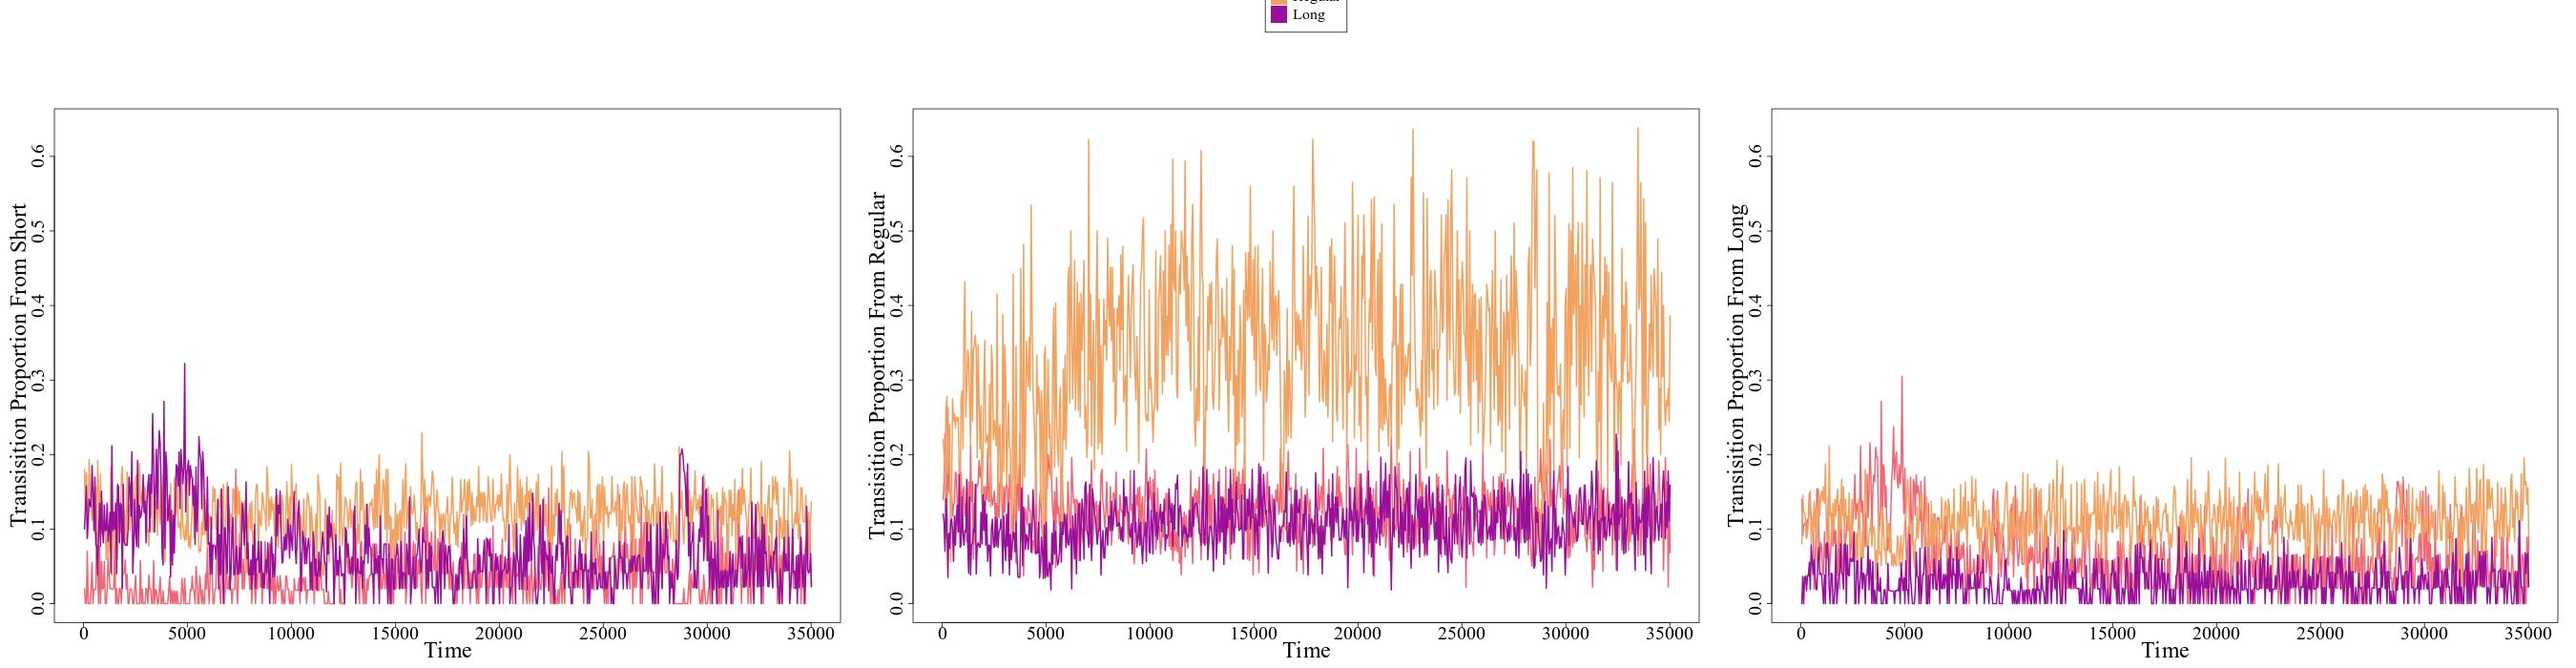 Long
Transisition Proportion From Short
0.0 0.1 0.2 0.3 0.4 0.5 0.6
0 5000 10000 15000 20000 25000 30000 35000
Time
Transisition Proportion From Regular
0.0 0.1 0.2 0.3 0.4 0.5 0.6
0 5000 10000 15000 20000 25000 30000 35000
Time
Transisition Proportion From Long
0.0 0.1 0.2 0.3 0.4 0.5 0.6
0 5000 10000 15000 20000 25000 30000 35000
Time